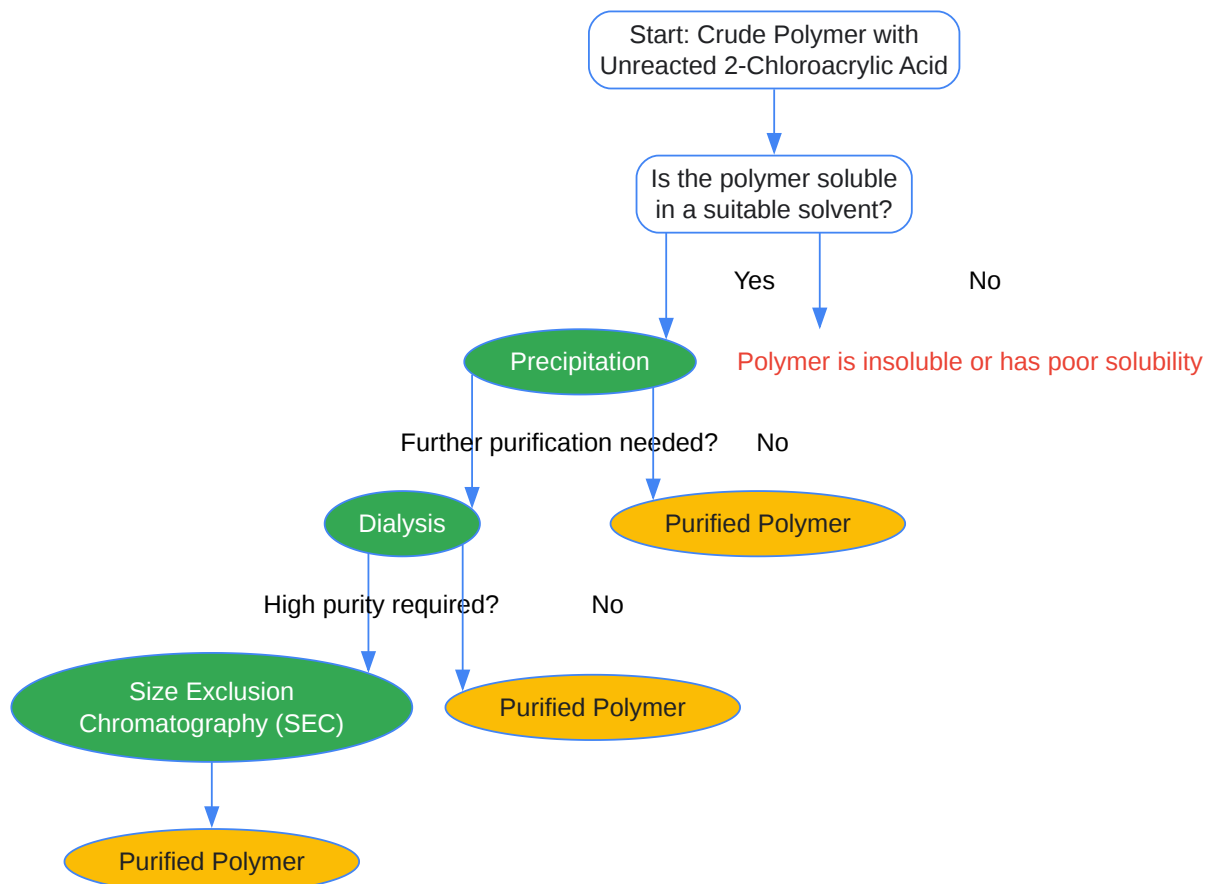 Start: Crude Polymer with
Unreacted 2-Chloroacrylic Acid
Is the polymer soluble
in a suitable solvent?
Yes
No
Precipitation
Polymer is insoluble or has poor solubility
Further purification needed?
No
Dialysis
Purified Polymer
High purity required?
No
Size Exclusion
Chromatography (SEC)
Purified Polymer
Purified Polymer